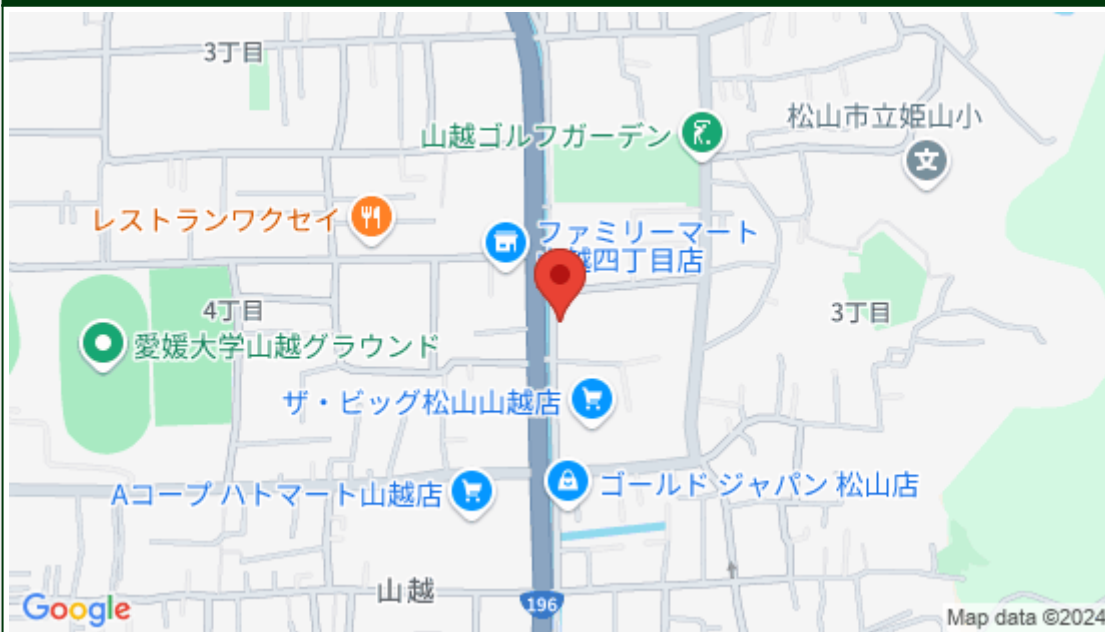 3丁目
山越ゴルフガーデン
松山市立姫山小
文
レストランワクセイ
ファミリーマート
越四丁目店
4丁目
3丁目
愛媛大学山越グラウンド
ザ・ビッグ松山山越店
Aコープ ハトマート山越店
ゴールド ジャパン 松山店
山越
196
Google
Map data ©2024